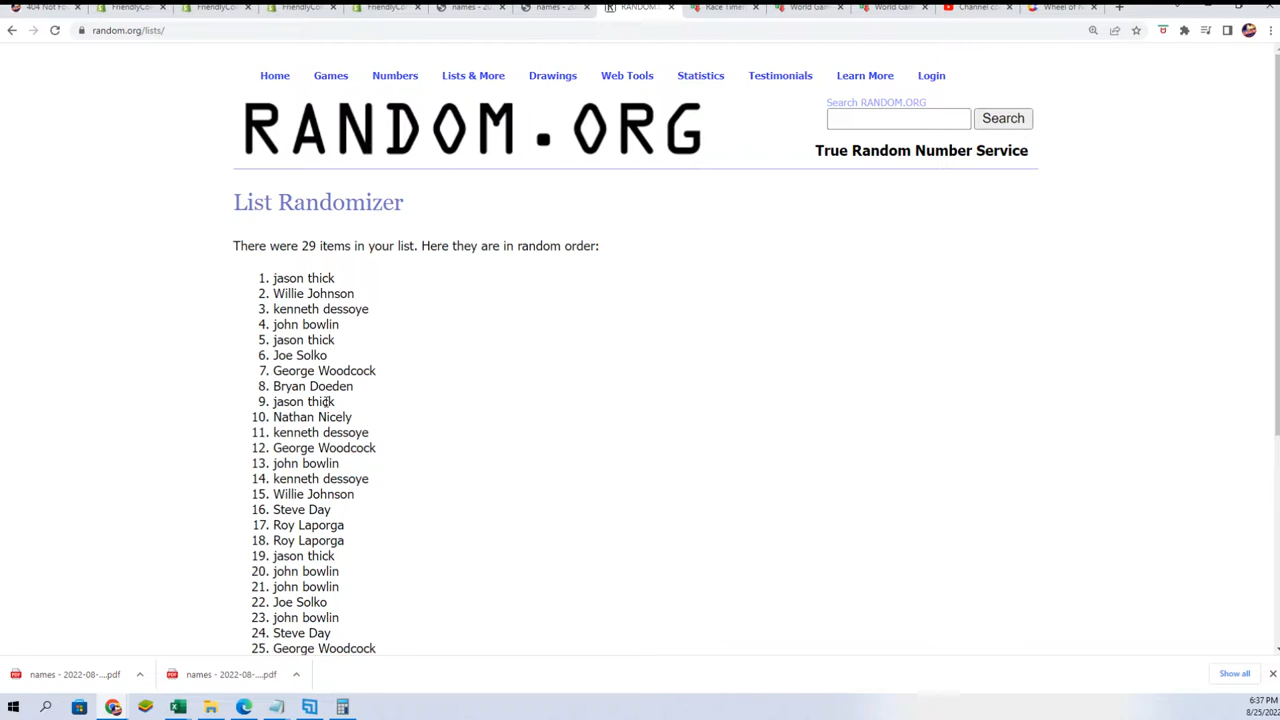 404 Not Fo
FriendlyCo
FriendlyCo
FriendlyCo
FriendlyCo
names - 20
names - 20
RANDOM.
Race Timer
World Gam
World Gam
Channel co
Wheel of N
random.org/lists/
Home Games Numbers Lists & More Drawings Web Tools Statistics Testimonials Learn More Login
Search RANDOM.ORG
RANDOM.ORG
Search
True Random Number Service
List Randomizer
There were 29 items in your list. Here they are in random order:
1. jason thick
2. Willie Johnson
3. kenneth dessoye
4. john bowlin
5. jason thick
6. Joe Solko
7. George Woodcock
8. Bryan Doeden
9. jason thick
10. Nathan Nicely
11. kenneth dessoye
12. George Woodcock
13. john bowlin
14. kenneth dessoye
15. Willie Johnson
16. Steve Day
17. Roy Laporga
18. Roy Laporga
19. jason thick
20. john bowlin
21. john bowlin
22. Joe Solko
23. john bowlin
24. Steve Day
25. George Woodcock
names - 2022-08-....pdf
names - 2022-08-....pdf
Show all
6:37 PM
8/25/2022